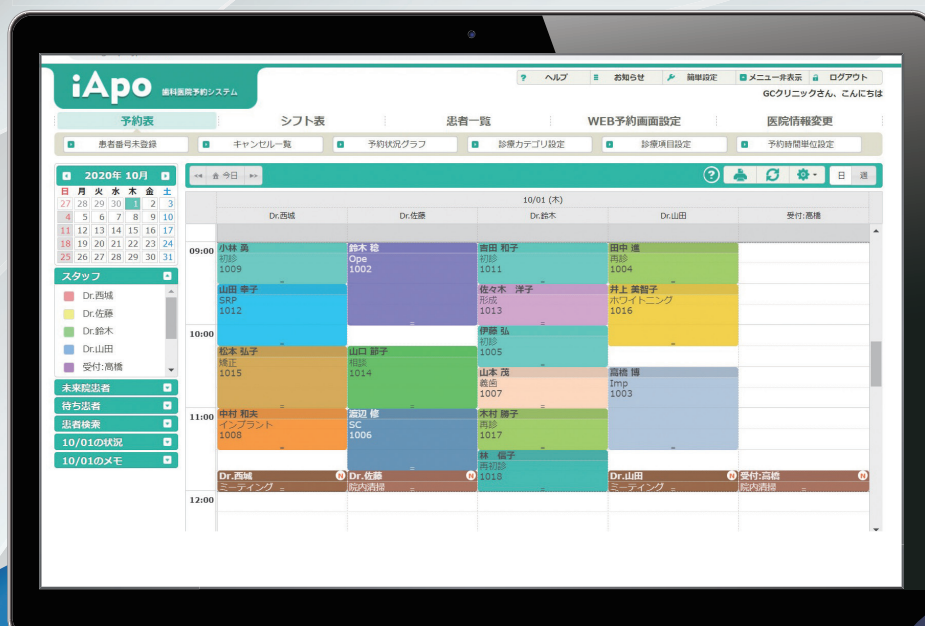 iApo 歯科医院予約システム
? ヘルプ お知らせ 簡単設定 メニュー非表示 ログアウト
GCクリニックさん、こんにちは
予約表 シフト表 患者一覧 WEB予約画面設定 医院情報変更
患者番号未登録 キャンセル一覧 予約状況グラフ 診療カテゴリ設定 診療項目設定 予約時間単位設定
2020年 10月
日 月 火 水 木 金 土
27 28 29 30 1 2 3
4 5 6 7 8 9 10
11 12 13 14 15 16 17
18 19 20 21 22 23 24
25 26 27 28 29 30 31
スタッフ
Dr.西城
Dr.佐藤
Dr.鈴木
Dr.山田
受付:高橋
未来院患者
待ち患者
患者検索
10/01の状況
10/01のメモ
今日 ? 日 週
10/01 (木)
Dr.西城 Dr.佐藤 Dr.鈴木 Dr.山田 受付:高橋
09:00
10:00
11:00
12:00
小林 勇
初診
1009
山田 幸子
SRP
1012
松本 弘子
矯正
1015
中村 和夫
インプラント
1008
Dr.西城 N
ミーティング
鈴木 稔
Ope
1002
山口 節子
相談
1014
渡辺 修
SC
1006
Dr.佐藤 N
院内清掃
吉田 和子
初診
1011
佐々木 洋子
形成
1013
伊藤 弘
初診
1005
山本 茂
義歯
1007
木村 勝子
再診
1017
林 信子
再初診
1018
田中 進
再診
1004
井上 美智子
ホワイトニング
1016
高橋 博
Imp
1003
Dr.山田 N
ミーティング
受付:高橋 N
院内清掃